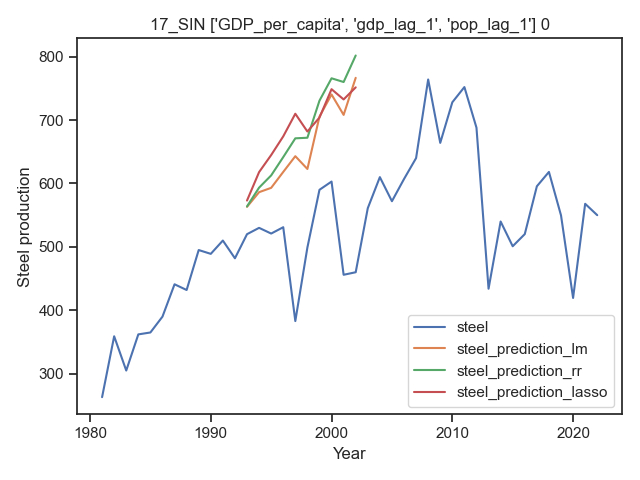 17_SIN ['GDP_per_capita', 'gdp_lag_1', 'pop_lag_1'] 0
Steel production
800
700
600
500
400
300
steel
steel_prediction_lm
steel_prediction_rr
steel_prediction_lasso
1980
1990
2000
2010
2020
Year